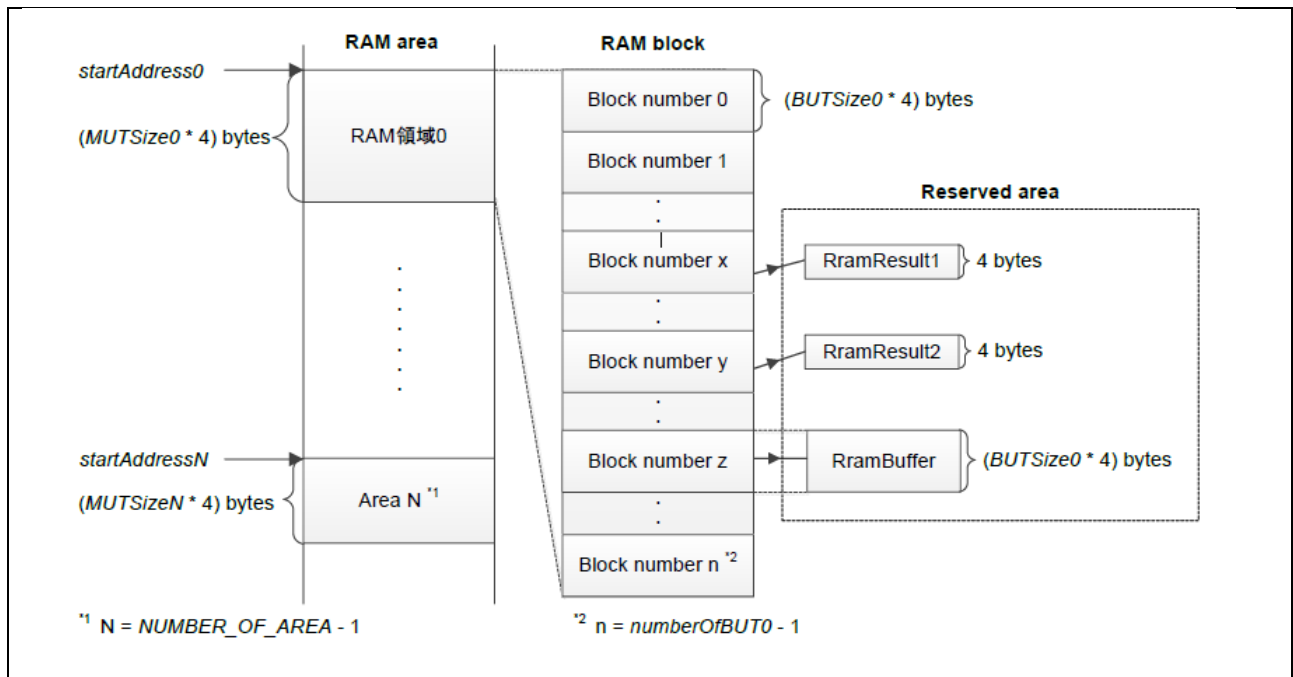 RAM area
RAM block
startAddress0
(MUTSize0 * 4) bytes
RAM領域0
Block number 0
(BUTSize0 * 4) bytes
Block number 1
Reserved area
Block number x
RramResult1
4 bytes
Block number y
RramResult2
4 bytes
startAddressN
(MUTSizeN * 4) bytes
Area N *1
Block number z
RramBuffer
(BUTSize0 * 4) bytes
Block number n *2
*1 N = NUMBER_OF_AREA - 1
*2 n = numberOfBUT0 - 1